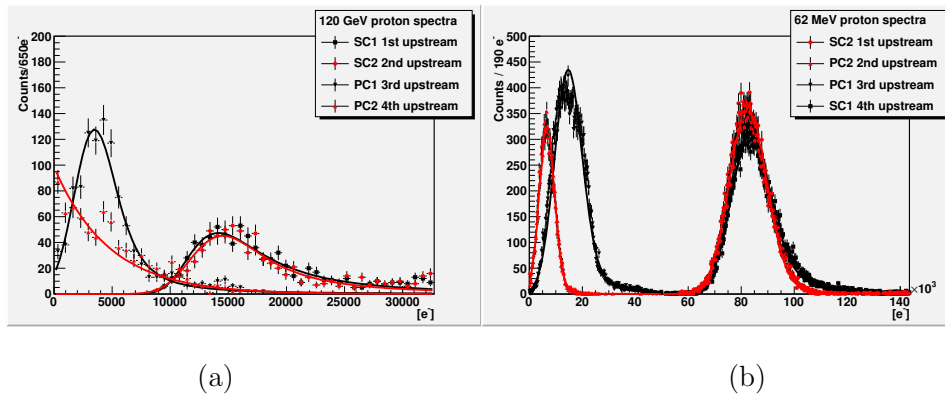 120 GeV proton spectra
SC1 1st upstream
SC2 2nd upstream
PC1 3rd upstream
PC2 4th upstream
Counts/650e⁻
200
180
160
140
120
100
80
60
40
20
0
0 5000 10000 15000 20000 25000 30000
[e⁻]
(a)
62 MeV proton spectra
SC2 1st upstream
PC2 2nd upstream
PC1 3rd upstream
SC1 4th upstream
Counts / 190 e⁻
500
450
400
350
300
250
200
150
100
50
0
0 20 40 60 80 100 120 140
×10³
[e⁻]
(b)